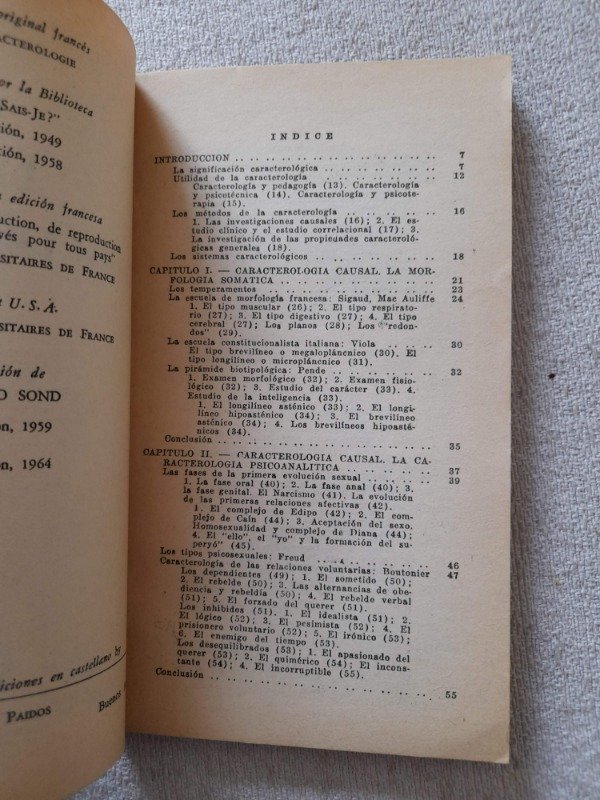 original francés
ACTEROLOGIE
or la Biblioteca
SAIS-JE?"
ión, 1949
tión, 1958
a edición francesa
ucción, de reproduction
vés pour tous pays"
SITAIRES DE FRANCE
U.S.A.
SITAIRES DE FRANCE
ión de
O SOND
ón, 1959
on, 1964
iciones en castellano by
PAIDOS Buenos
INDICE
INTRODUCCION .. .. .. .. .. .. .. .. .. .. .. 7
La significación caracterológica .. .. .. .. .. .. 7
Utilidad de la caracterología .. .. .. .. .. .. .. 12
Caracterología y pedagogía (13). Caracterología
y psicotécnica (14). Caracterología y psicote-
rapia (15).
Los métodos de la caracterología .. .. .. .. .. 16
1. Las investigaciones causales (16); 2. El es-
tudio clínico y el estudio correlacional (17); 3.
La investigación de las propiedades caracteroló-
gicas generales (18).
Los sistemas caracterológicos .. .. .. .. .. .. .. 18
CAPITULO I. — CARACTEROLOGIA CAUSAL. LA MOR-
FOLOGIA SOMATICA .. .. .. .. .. .. .. .. .. 21
Los temperamentos .. .. .. .. .. .. .. .. .. .. 23
La escuela de morfología francesa: Sigaud, Mac Auliffe 24
1. El tipo muscular (26); 2. El tipo respirato-
rio (27); 3. El tipo digestivo (27); 4. El tipo
cerebral (27); Los planos (28); Los "redon-
dos" (29).
La escuela constitucionalista italiana: Viola .. .. 30
El tipo brevilíneo o megalopláncnico (30). El
tipo longilíneo o micropláncnico (31).
La pirámide biotipológica: Pende .. .. .. .. .. 32
1. Examen morfológico (32); 2. Examen fisio-
lógico (32); 3. Estudio del carácter (33). 4.
Estudio de la inteligencia (33).
1. El longilíneo asténico (33); 2. El longi-
líneo hipoasténico (34); 3. El brevilíneo
asténico (34); 4. Los brevilíneos hipoasté-
nicos (34).
Conclusión .. .. .. .. .. .. .. .. .. .. .. .. 35
CAPITULO II. — CARACTEROLOGIA CAUSAL. LA CA-
RACTEROLOGIA PSICOANALITICA .. .. .. .. .. 37
Las fases de la primera evolución sexual .. .. .. 39
1. La fase oral (40); 2. La fase anal (40); 3.
la fase genital. El Narcismo (41). La evolución
de las primeras relaciones afectivas (42).
1. El complejo de Edipo (42); 2. El com-
plejo de Caín (44); 3. Aceptación del sexo.
Homosexualidad y complejo de Diana (44);
4. El "ello", el "yo" y la formación del su-
peryó" (45).
Los tipos psicosexuales: Freud .. .. .. .. .. .. 46
Caracterología de las relaciones voluntarias: Boutonier 47
Los dependientes (49); 1. El sometido (50);
2. El rebelde (50); 2. Las alternancias de obe-
diencia y rebeldía (50); 4. El rebelde verbal
(51); 5. El forzado del querer (51).
Los inhibidos (51). 1. El idealista (51); 2.
El lógico (52); 3. El pesimista (52); 4. El
prisionero voluntario (52); 5. El irónico (53);
6. El enemigo del tiempo (53).
Los desequilibrados (53); 1. El apasionado del
querer (53); 2. El quimérico (54); El incons-
tante (54); 4. El incorruptible (55).
Conclusión .. .. .. .. .. .. .. .. .. .. .. .. 55